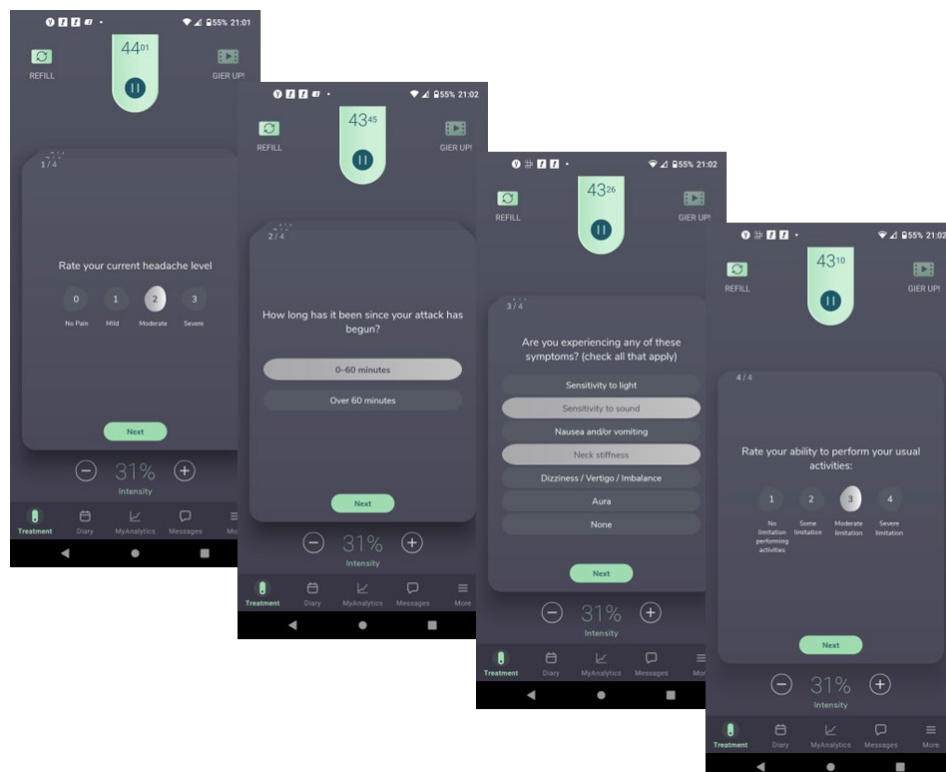 55% 21:01
44 01
REFILL
GIER UP!
1 / 4
Rate your current headache level
0
1
2
3
No Pain
Mild
Moderate
Severe
Next
31%
Intensity
Treatment
Diary
MyAnalytics
Messages
Mo
55% 21:02
43 45
REFILL
GIER UP!
2 / 4
How long has it been since your attack has
begun?
0–60 minutes
Over 60 minutes
Next
31%
Intensity
Treatment
Diary
MyAnalytics
Messages
More
55% 21:02
43 26
REFILL
GIER UP!
3 / 4
Are you experiencing any of these
symptoms? (check all that apply)
Sensitivity to light
Sensitivity to sound
Nausea and/or vomiting
Neck stiffness
Dizziness / Vertigo / Imbalance
Aura
None
Next
31%
Intensity
Treatment
Diary
MyAnalytics
Messages
Mor
55% 21:02
43 10
REFILL
GIER UP!
4 / 4
Rate your ability to perform your usual
activities:
1
2
3
4
No
limitation
performing
activities
Some
limitation
Moderate
limitation
Severe
limitation
Next
31%
Intensity
Treatment
Diary
MyAnalytics
Messages
More